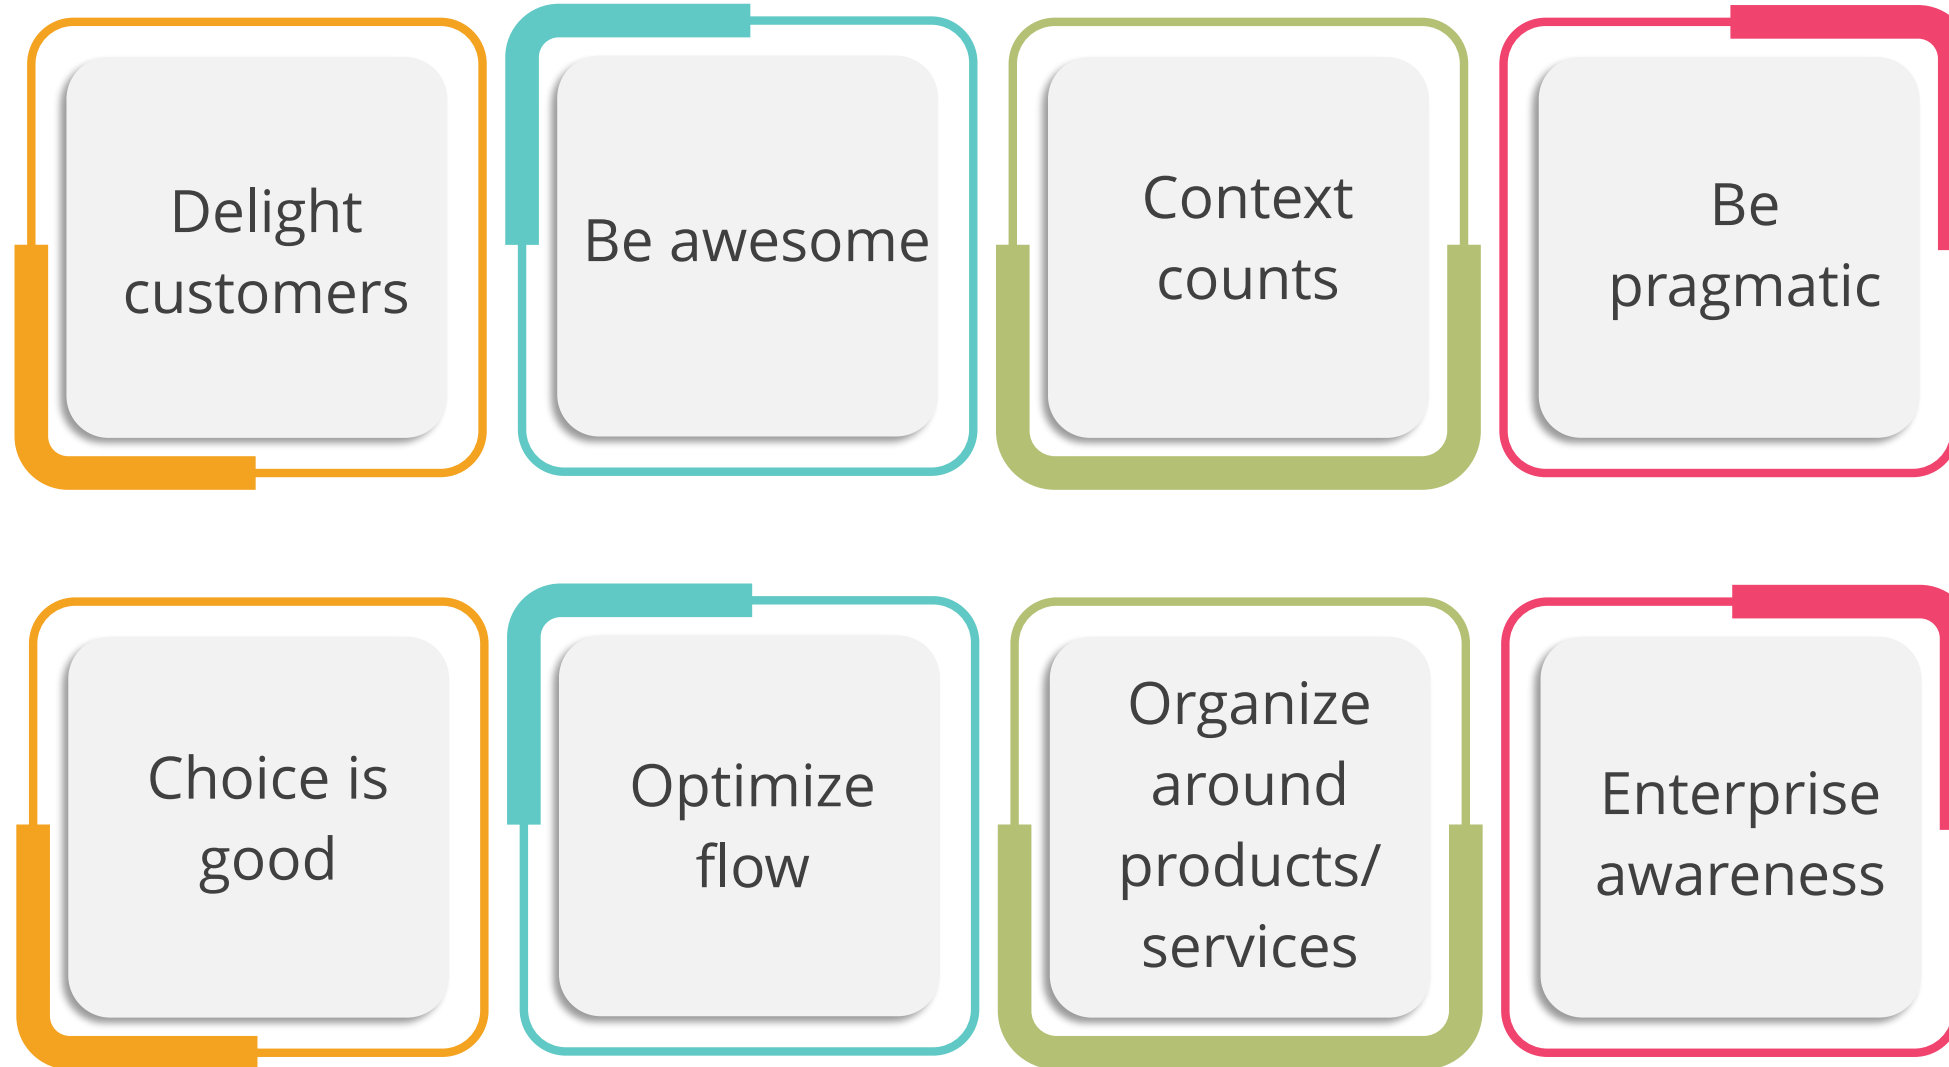 Delight
customers
Be awesome
Context
counts
Be
pragmatic
Choice is
good
Optimize
flow
Organize
around
products/
services
Enterprise
awareness